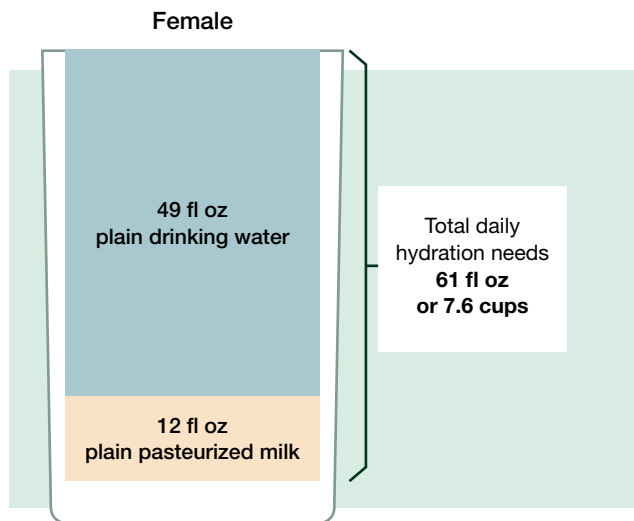 Female
49 fl oz
plain drinking water
Total daily
hydration needs
61 fl oz
or 7.6 cups
12 fl oz
plain pasteurized milk